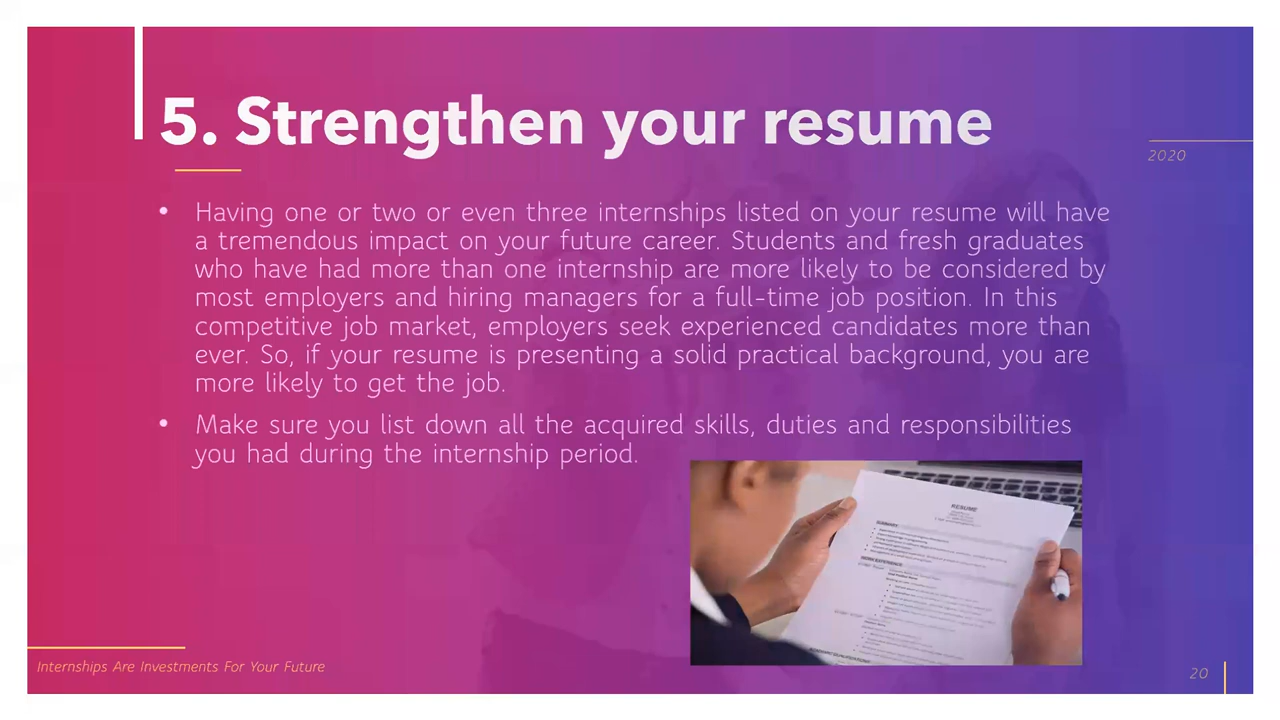 5. Strengthen your resume
2020
• Having one or two or even three internships listed on your resume will have
a tremendous impact on your future career. Students and fresh graduates
who have had more than one internship are more likely to be considered by
most employers and hiring managers for a full-time job position. In this
competitive job market, employers seek experienced candidates more than
ever. So, if your resume is presenting a solid practical background, you are
more likely to get the job.
• Make sure you list down all the acquired skills, duties and responsibilities
you had during the internship period.
RESUME
SUMMARY
WORK EXPERIENCE
Internships Are Investments For Your Future
20